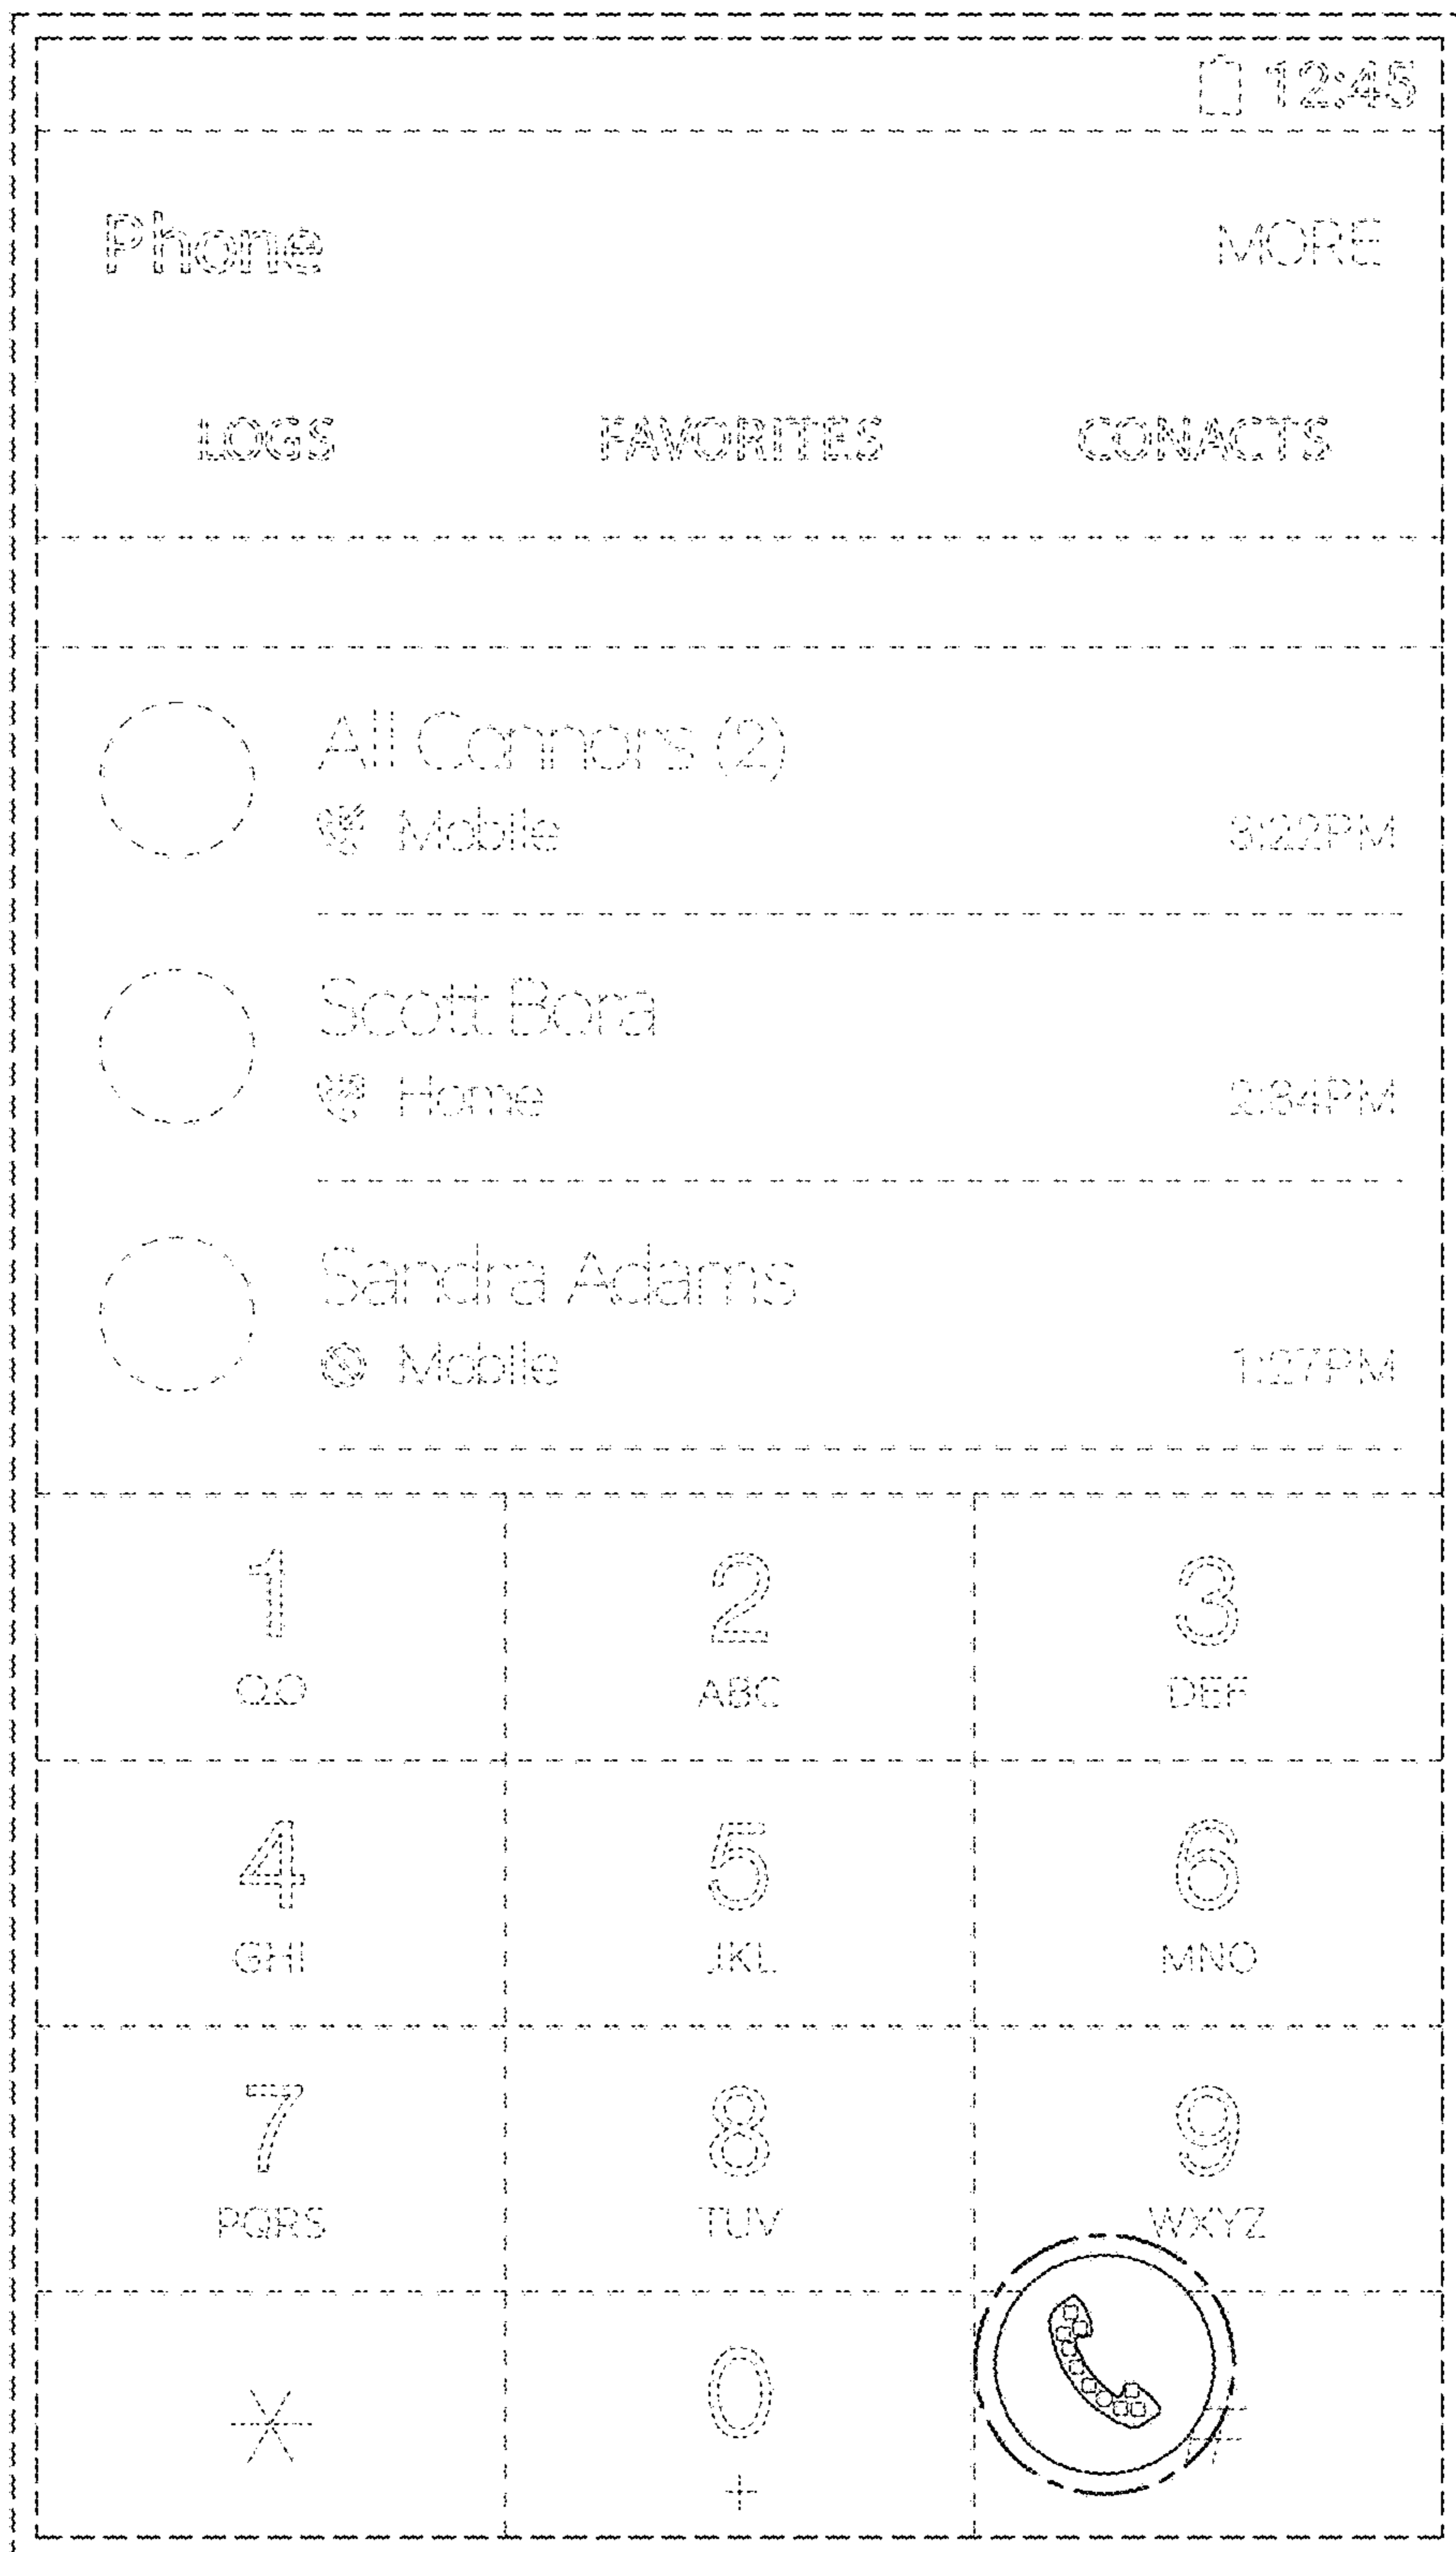 12:45
Phone MORE
LOGS FAVORITES CONACTS
All Connors (2)
Mobile 3:22PM
Scott Bora
Home 2:34PM
Sandra Adams
Mobile 1:27PM
1 2 3
ABC DEF
4 5 6
GHI JKL MNO
7 8 9
PQRS TUV WXYZ
* 0 #
+